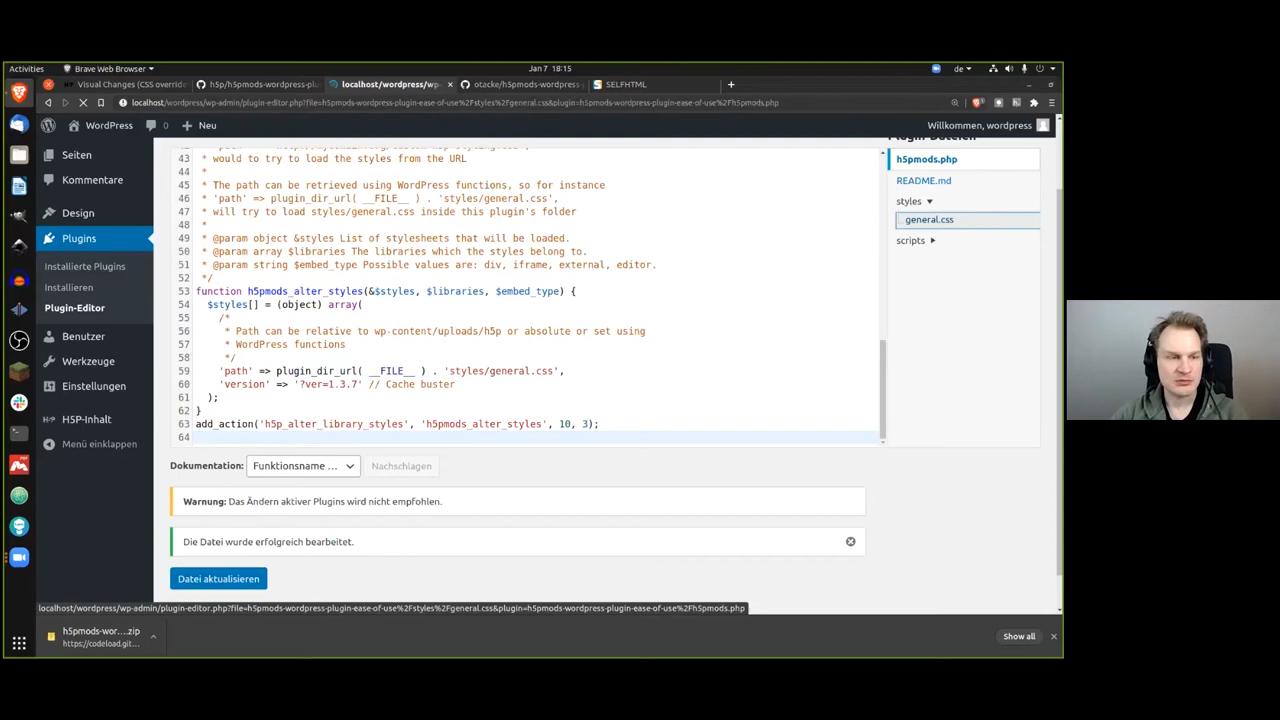 Activities
Brave Web Browser
Jan 7 18:15
de
Visual Changes (CSS override
h5p/h5pmods-wordpress-plu
localhost/wordpress/wp-
otacke/h5pmods-wordpress-
SELFHTML
localhost/wordpress/wp-admin/plugin-editor.php?file=h5pmods-wordpress-plugin-ease-of-use%2Fstyles%2Fgeneral.css&plugin=h5pmods-wordpress-plugin-ease-of-use%2Fh5pmods.php
WordPress
0
Neu
Willkommen, wordpress
Seiten
Kommentare
Design
Plugins
Installierte Plugins
Installieren
Plugin-Editor
Benutzer
Werkzeuge
Einstellungen
H5P-Inhalt
Menü einklappen
43 * would to try to load the styles from the URL
44 *
45 * The path can be retrieved using WordPress functions, so for instance
46 * 'path' => plugin_dir_url( __FILE__ ) . 'styles/general.css',
47 * will try to load styles/general.css inside this plugin's folder
48 *
49 * @param object &styles List of stylesheets that will be loaded.
50 * @param array $libraries The libraries which the styles belong to.
51 * @param string $embed_type Possible values are: div, iframe, external, editor.
52 */
53 function h5pmods_alter_styles(&$styles, $libraries, $embed_type) {
54 $styles[] = (object) array(
55 /*
56 * Path can be relative to wp-content/uploads/h5p or absolute or set using
57 * WordPress functions
58 */
59 'path' => plugin_dir_url( __FILE__ ) . 'styles/general.css',
60 'version' => '?ver=1.3.7' // Cache buster
61 );
62 }
63 add_action('h5p_alter_library_styles', 'h5pmods_alter_styles', 10, 3);
64
Plugin-Dateien
h5pmods.php
README.md
styles
general.css
scripts
Dokumentation:
Funktionsname ...
Nachschlagen
Warnung: Das Ändern aktiver Plugins wird nicht empfohlen.
Die Datei wurde erfolgreich bearbeitet.
Datei aktualisieren
localhost/wordpress/wp-admin/plugin-editor.php?file=h5pmods-wordpress-plugin-ease-of-use%2Fstyles%2Fgeneral.css&plugin=h5pmods-wordpress-plugin-ease-of-use%2Fh5pmods.php
h5pmods-wor....zip
https://codeload.git...
Show all